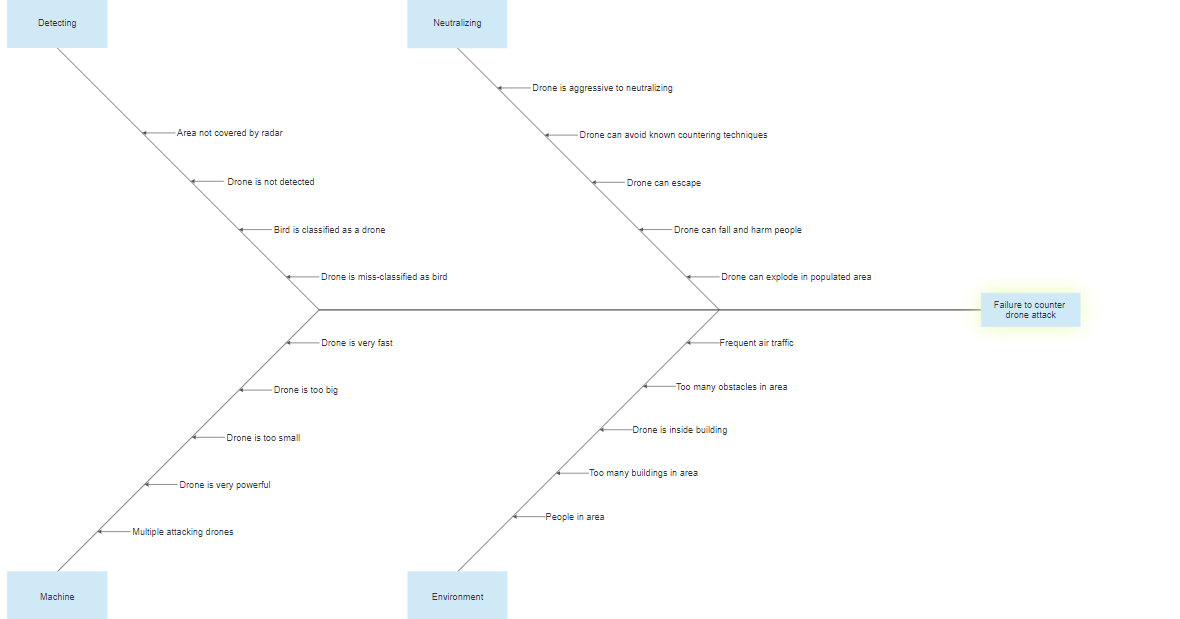 Detecting
Neutralizing
Drone is aggressive to neutralizing
Area not covered by radar
Drone can avoid known countering techniques
Drone is not detected
Drone can escape
Bird is classified as a drone
Drone can fall and harm people
Drone is miss-classified as bird
Drone can explode in populated area
Failure to counter
drone attack
Drone is very fast
Frequent air traffic
Drone is too big
Too many obstacles in area
Drone is too small
Drone is inside building
Drone is very powerful
Too many buildings in area
Multiple attacking drones
People in area
Machine
Environment